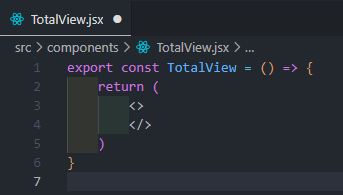 TotalView.jsx ●
src > components > TotalView.jsx > ...
1 export const TotalView = () => {
2     return (
3         <>
4         </>
5     )
6 }
7